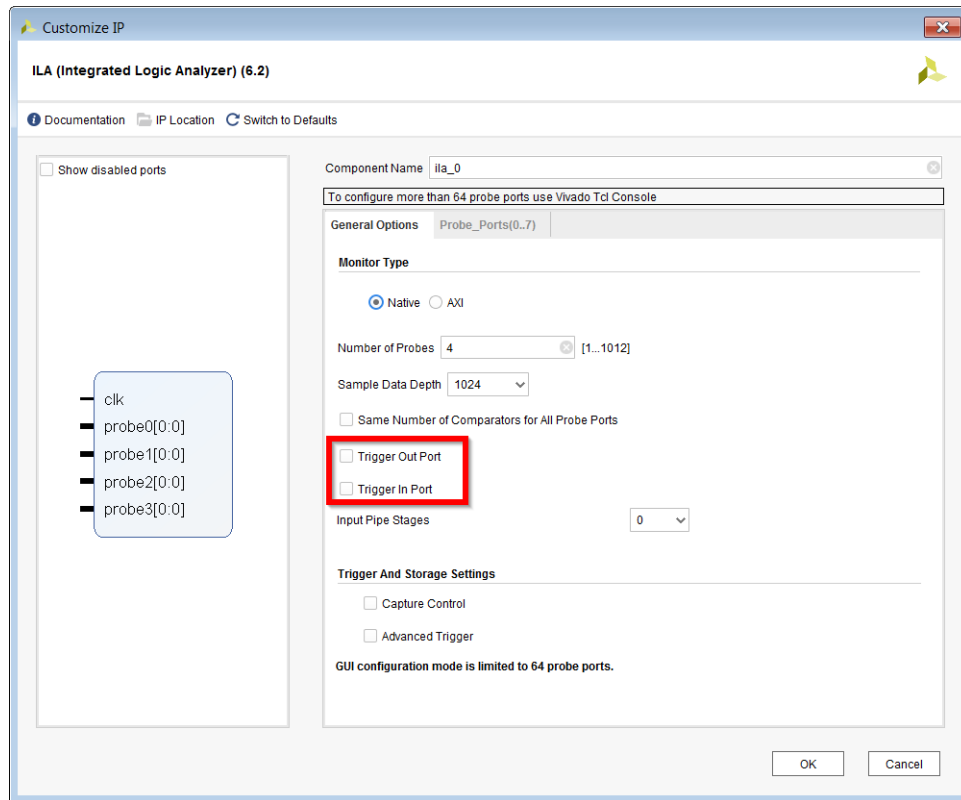 Customize IP
ILA (Integrated Logic Analyzer) (6.2)
Documentation IP Location Switch to Defaults
Show disabled ports
clk
probe0[0:0]
probe1[0:0]
probe2[0:0]
probe3[0:0]
Component Name ila_0
To configure more than 64 probe ports use Vivado Tcl Console
General Options Probe_Ports(0..7)
Monitor Type
Native AXI
Number of Probes 4 [1...1012]
Sample Data Depth 1024
Same Number of Comparators for All Probe Ports
Trigger Out Port
Trigger In Port
Input Pipe Stages 0
Trigger And Storage Settings
Capture Control
Advanced Trigger
GUI configuration mode is limited to 64 probe ports.
OK Cancel